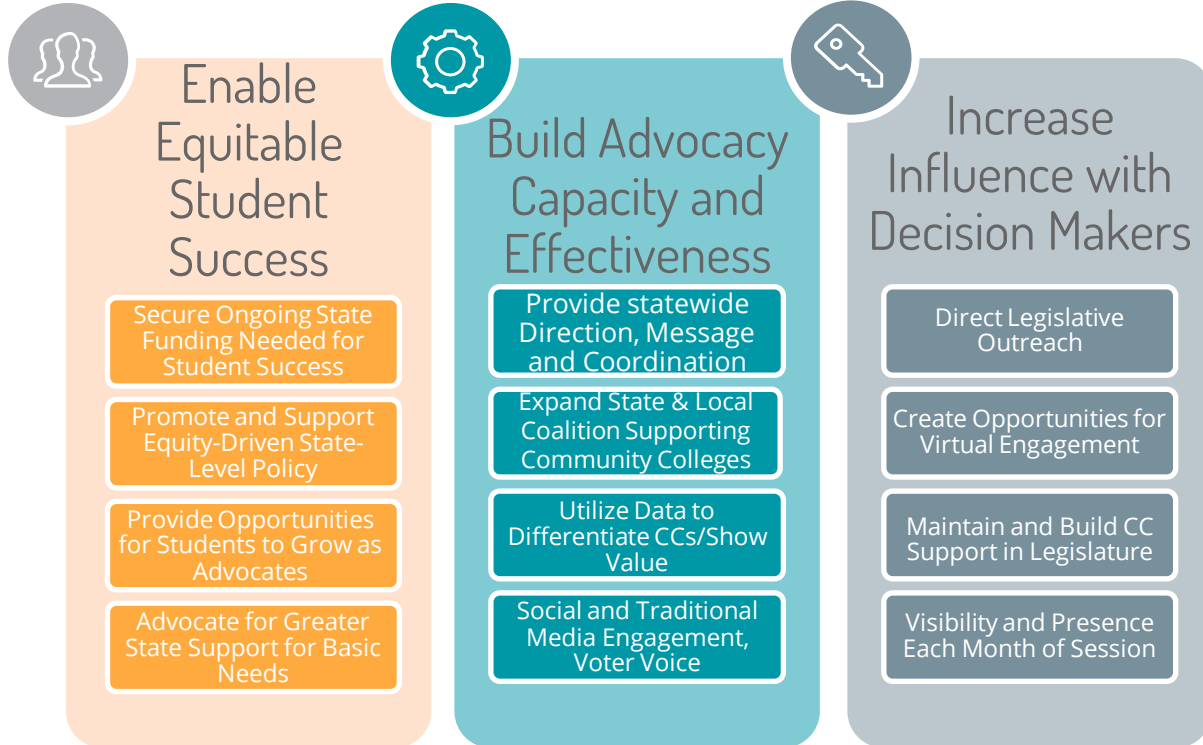 Enable
Equitable
Student
Success
Secure Ongoing State
Funding Needed for
Student Success
Promote and Support
Equity-Driven State-
Level Policy
Provide Opportunities
for Students to Grow as
Advocates
Advocate for Greater
State Support for Basic
Needs
Build Advocacy
Capacity and
Effectiveness
Provide statewide
Direction, Message
and Coordination
Expand State & Local
Coalition Supporting
Community Colleges
Utilize Data to
Differentiate CCs/Show
Value
Social and Traditional
Media Engagement,
Voter Voice
Increase
Influence with
Decision Makers
Direct Legislative
Outreach
Create Opportunities for
Virtual Engagement
Maintain and Build CC
Support in Legislature
Visibility and Presence
Each Month of Session